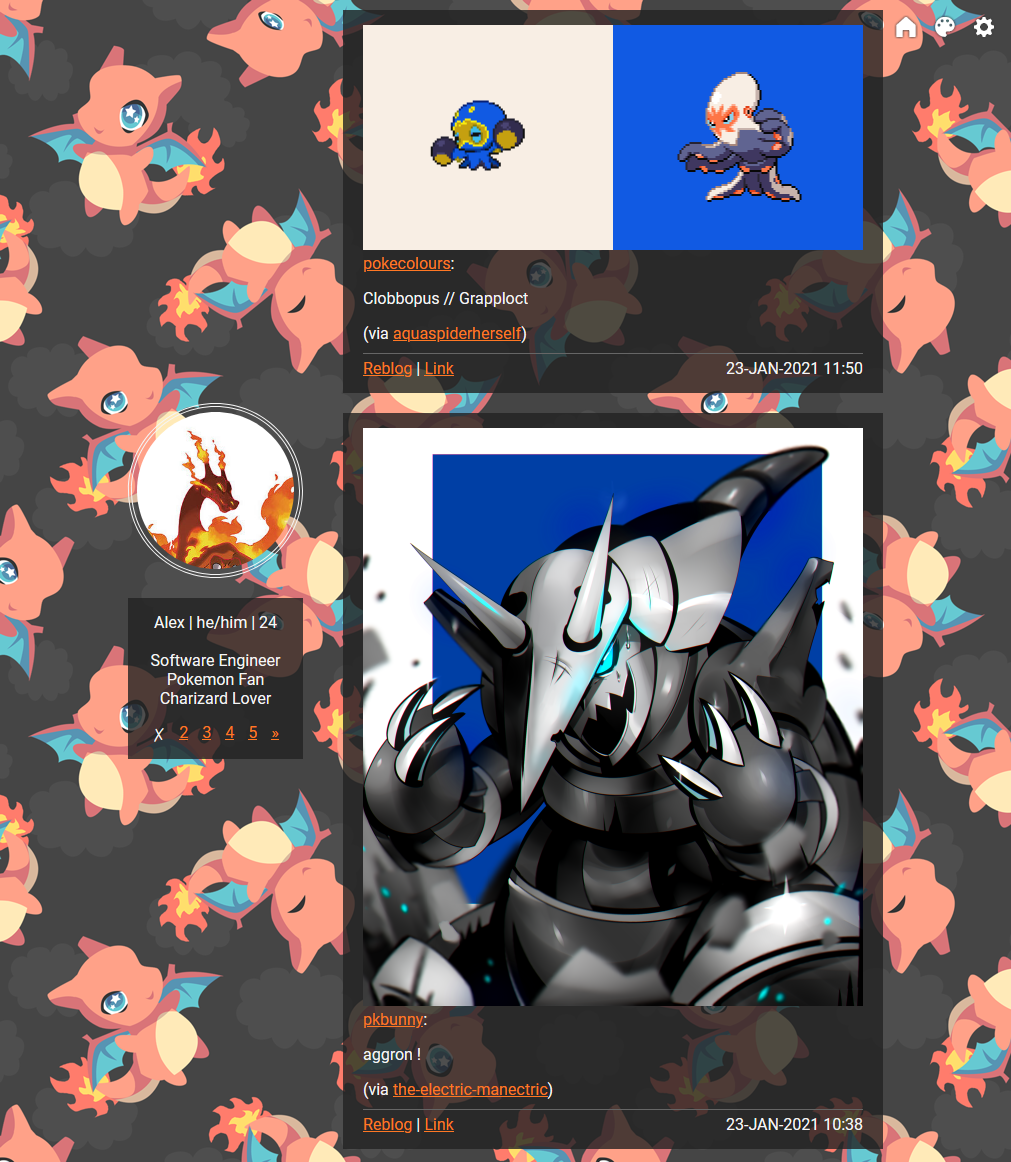 pokecolours:
Clobbopus // Grapploct
(via aquaspiderherself)
Reblog | Link 23-JAN-2021 11:50
Alex | he/him | 24
Software Engineer
Pokemon Fan
Charizard Lover
X 2 3 4 5 »
pkbunny:
aggron !
(via the-electric-manectric)
Reblog | Link 23-JAN-2021 10:38